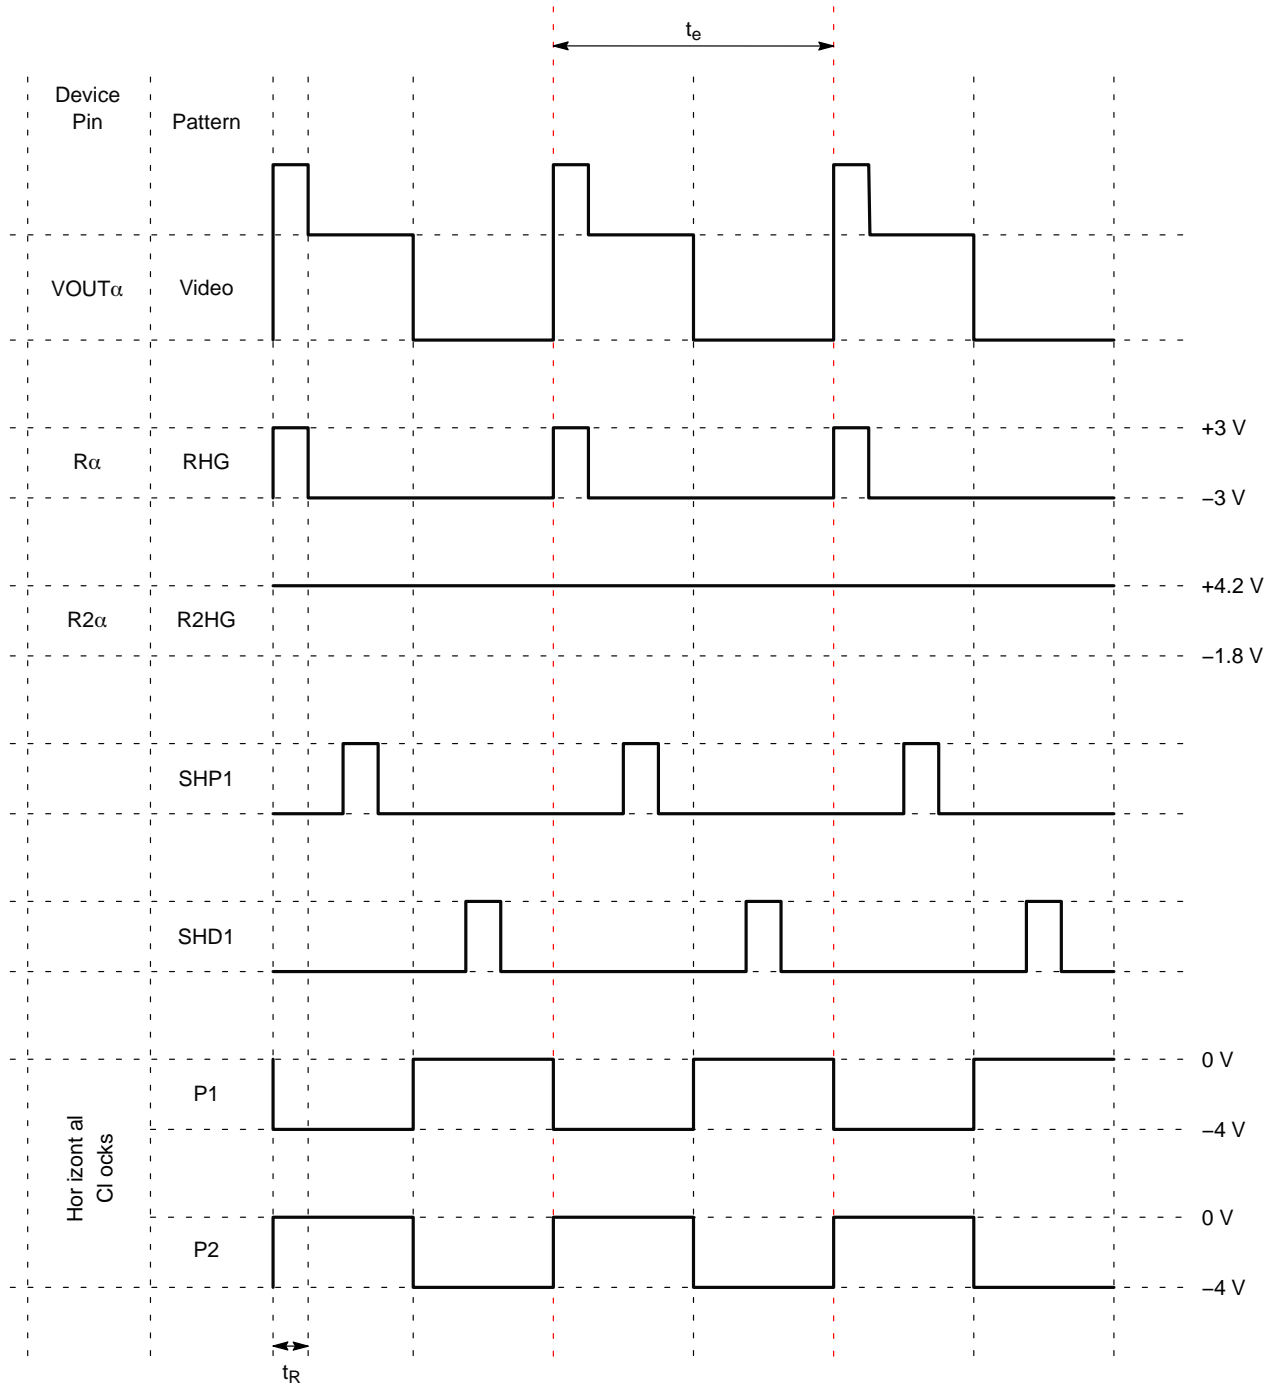 te
Device
Pin
Pattern
VOUTα
Video
+3 V
Rα
RHG
−3 V
+4.2 V
R2α
R2HG
−1.8 V
SHP1
SHD1
0 V
P1
−4 V
Hor izont al
Cl ocks
0 V
P2
−4 V
tR